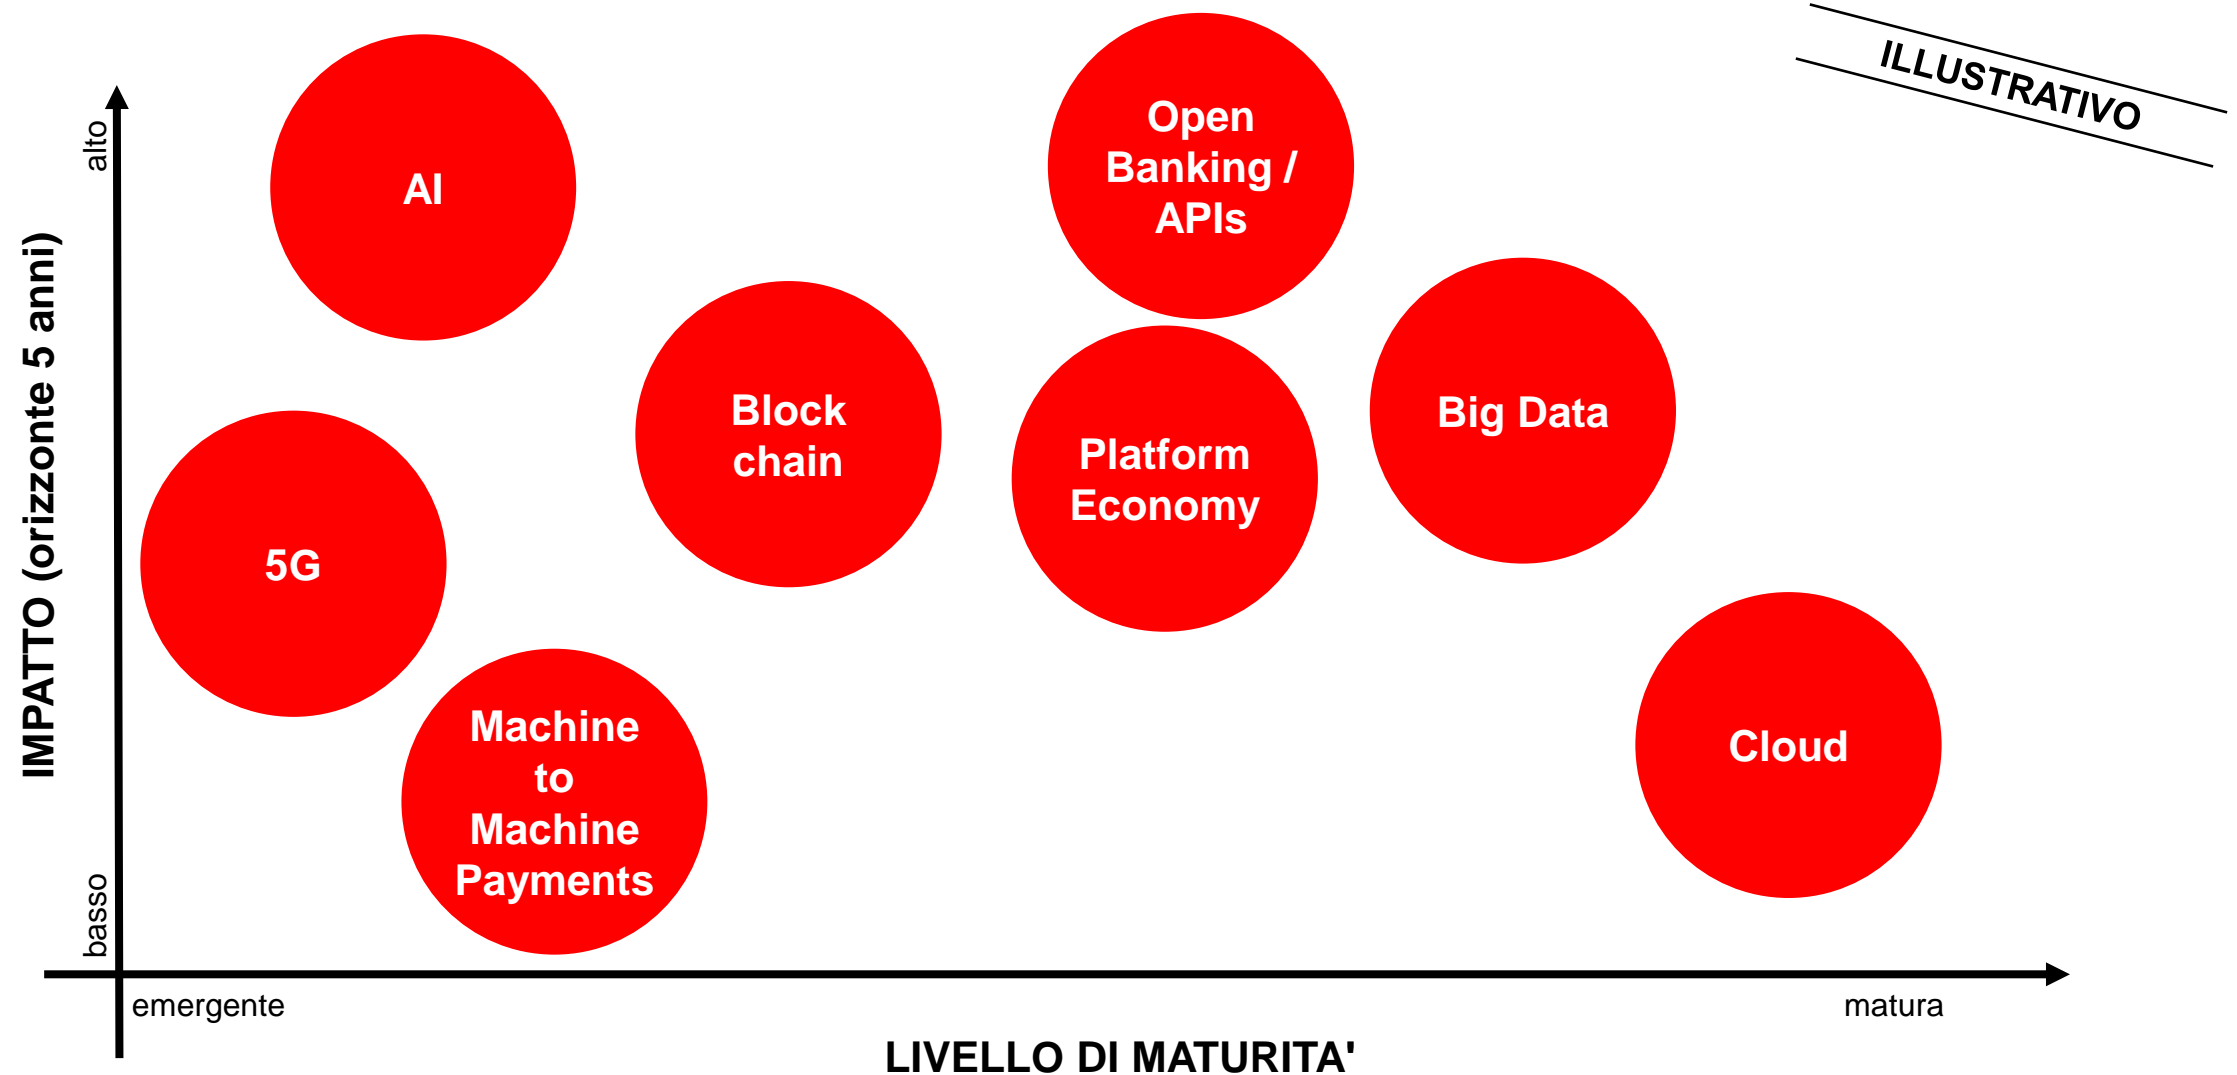 ILLUSTRATIVO
IMPATTO (orizzonte 5 anni)
alto
basso
AI
Open
Banking /
APIs
Block
chain
Platform
Economy
Big Data
5G
Machine
to
Machine
Payments
Cloud
emergente
matura
LIVELLO DI MATURITA'